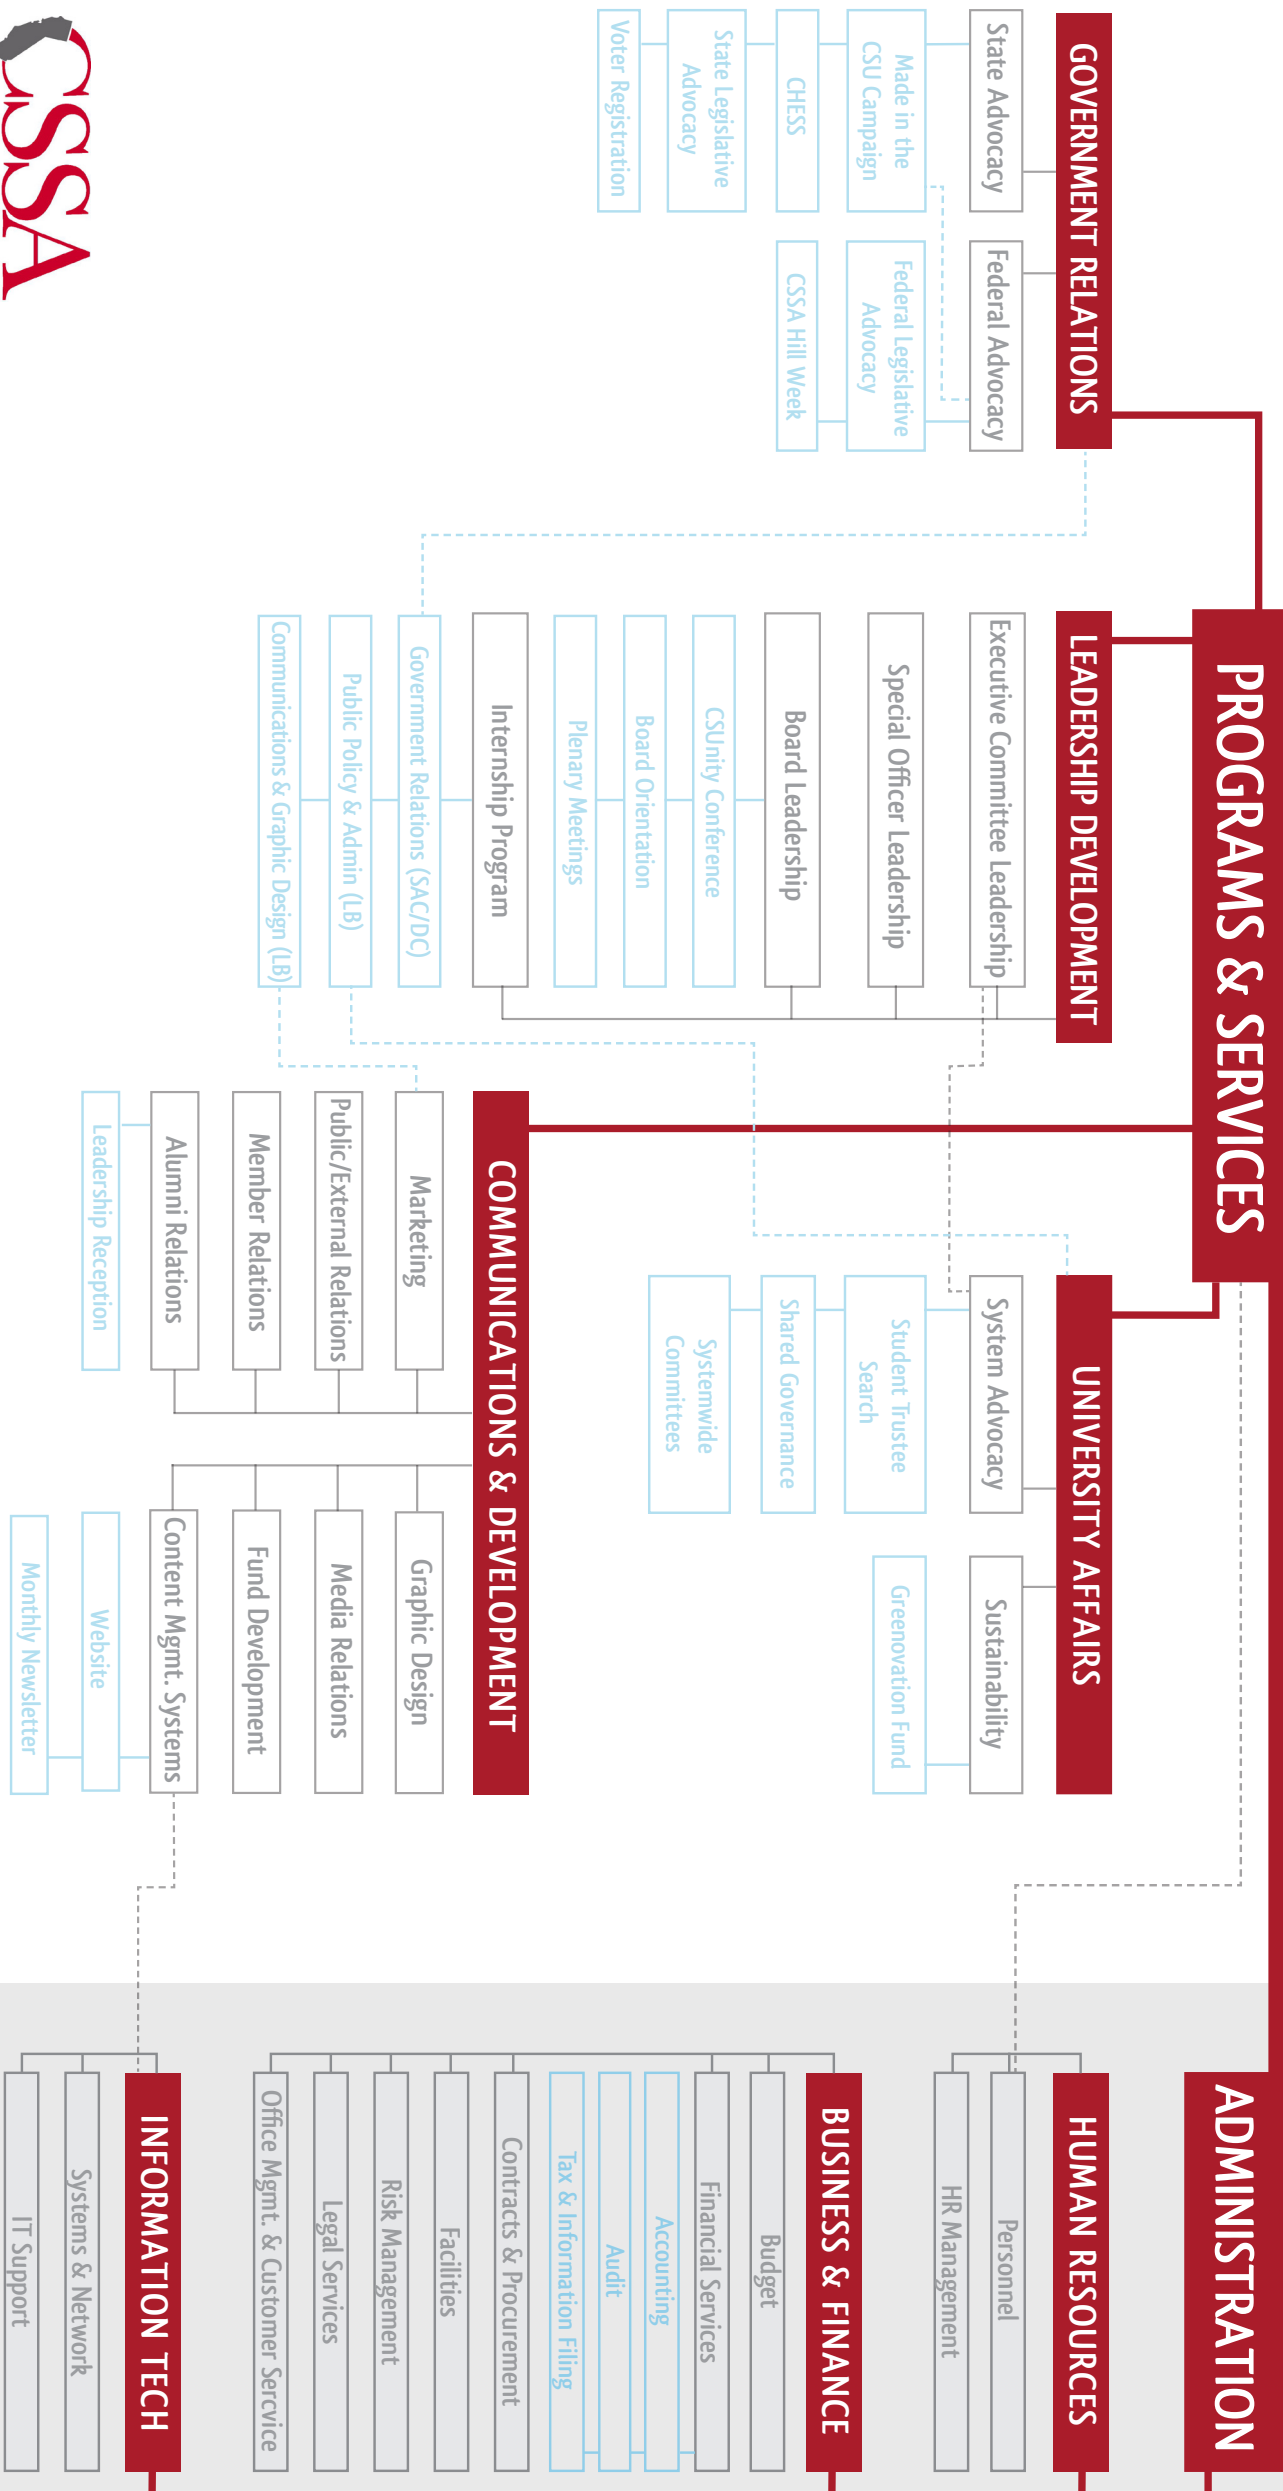 PROGRAMS & SERVICES
ADMINISTRATION
GOVERNMENT RELATIONS
State Advocacy
Made in the
CSU Campaign
CHESS
State Legislative
Advocacy
Voter Registration
Federal Advocacy
Federal Legislative
Advocacy
CSSA Hill Week
LEADERSHIP DEVELOPMENT
Executive Committee Leadership
Special Officer Leadership
Board Leadership
CSUnity Conference
Board Orientation
Plenary Meetings
Internship Program
Government Relations (SAC/DC)
Public Policy & Admin (LB)
Communications & Graphic Design (LB)
UNIVERSITY AFFAIRS
System Advocacy
Student Trustee
Search
Shared Governance
Systemwide
Committees
Sustainability
Greenovation Fund
COMMUNICATIONS & DEVELOPMENT
Marketing
Public/External Relations
Member Relations
Alumni Relations
Leadership Reception
Graphic Design
Media Relations
Fund Development
Content Mgmt. Systems
Website
Monthly Newsletter
HUMAN RESOURCES
Personnel
HR Management
BUSINESS & FINANCE
Budget
Financial Services
Accounting
Audit
Tax & Information Filing
Contracts & Procurement
Facilities
Risk Management
Legal Services
Office Mgmt. & Customer Sercvice
INFORMATION TECH
Systems & Network
IT Support
CSSA